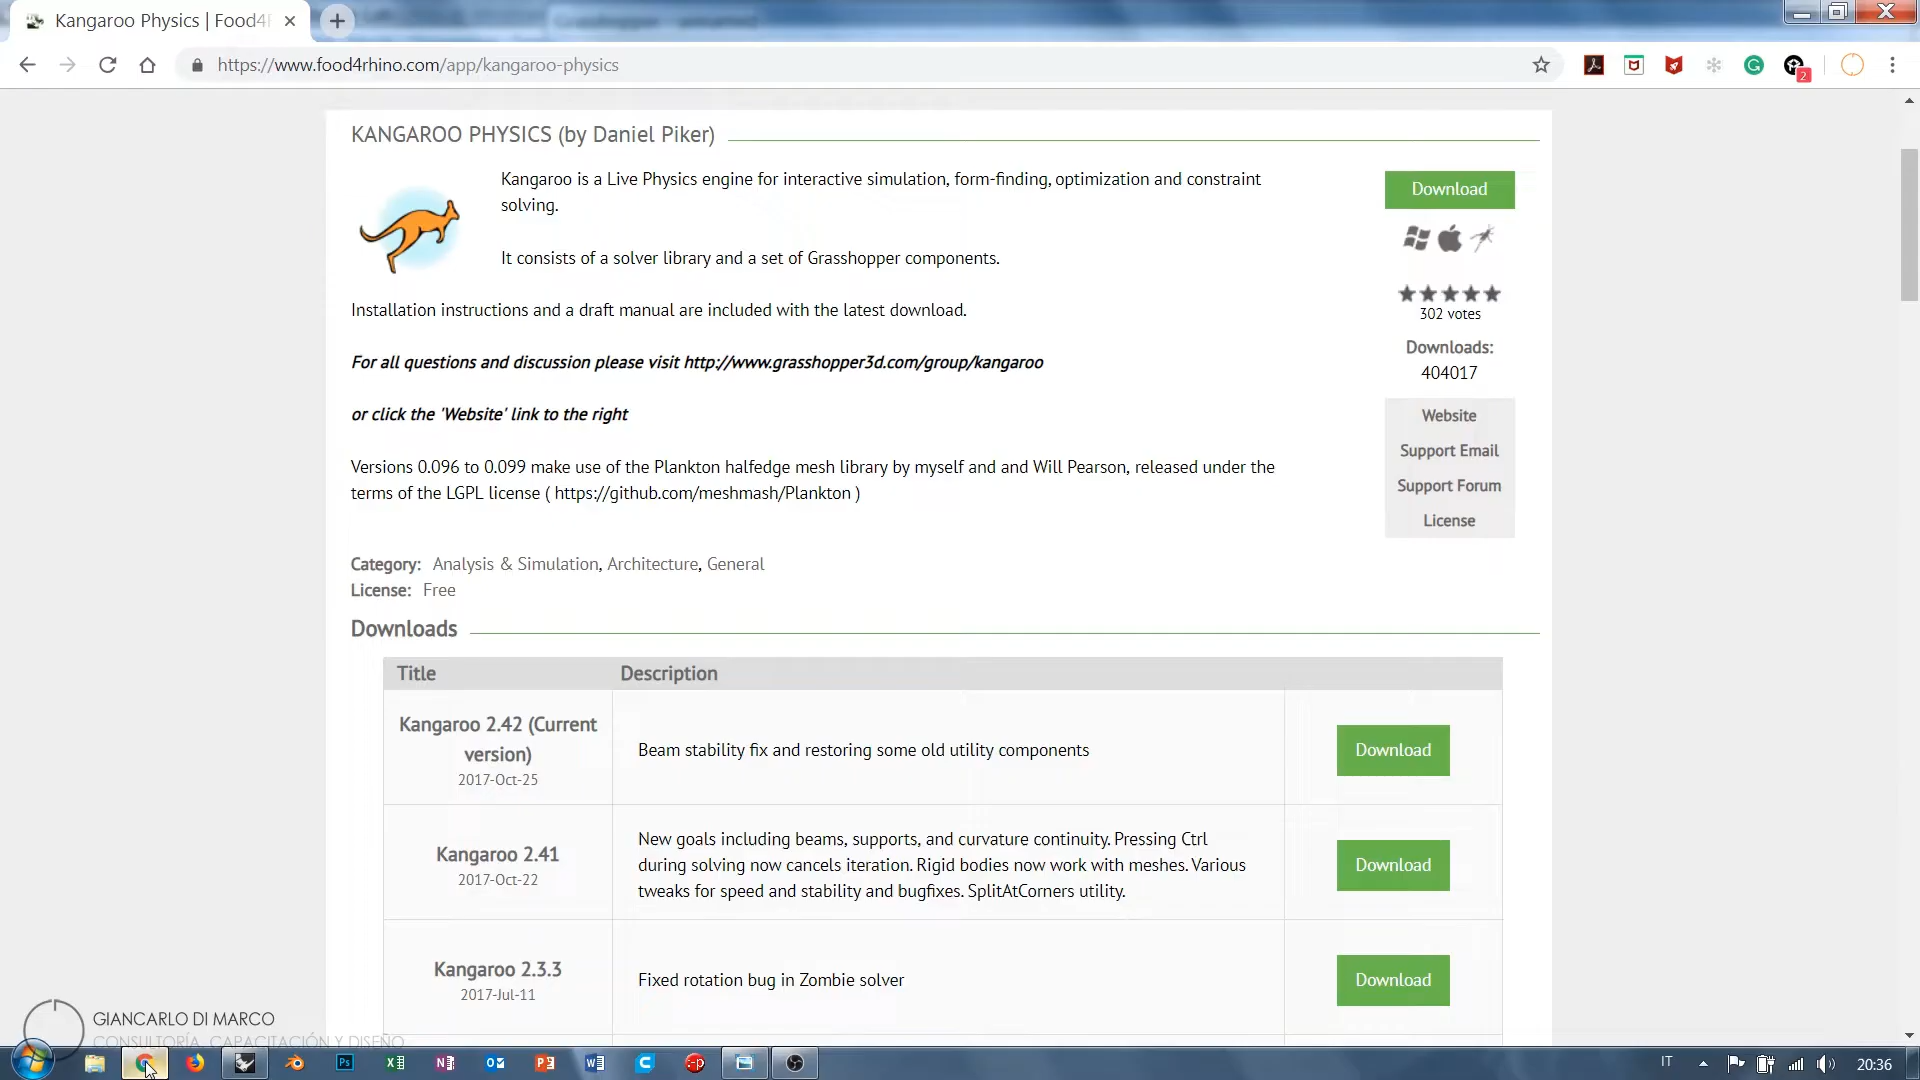 Kangaroo Physics | Food4R
https://www.food4rhino.com/app/kangaroo-physics
2
KANGAROO PHYSICS (by Daniel Piker)
Kangaroo is a Live Physics engine for interactive simulation, form-finding, optimization and constraint
solving.
It consists of a solver library and a set of Grasshopper components.
Installation instructions and a draft manual are included with the latest download.
For all questions and discussion please visit http://www.grasshopper3d.com/group/kangaroo
or click the 'Website' link to the right
Versions 0.096 to 0.099 make use of the Plankton halfedge mesh library by myself and and Will Pearson, released under the
terms of the LGPL license ( https://github.com/meshmash/Plankton )
Category: Analysis & Simulation, Architecture, General
License: Free
Download
302 votes
Downloads:
404017
Website
Support Email
Support Forum
License
Downloads
Title Description
Kangaroo 2.42 (Current
version)
2017-Oct-25
Beam stability fix and restoring some old utility components
Download
Kangaroo 2.41
2017-Oct-22
New goals including beams, supports, and curvature continuity. Pressing Ctrl
during solving now cancels iteration. Rigid bodies now work with meshes. Various
tweaks for speed and stability and bugfixes. SplitAtCorners utility.
Download
Kangaroo 2.3.3
2017-Jul-11
Fixed rotation bug in Zombie solver
Download
GIANCARLO DI MARCO
CONSULTORÍA, CAPACITACIÓN Y DISEÑO
IT
20:36